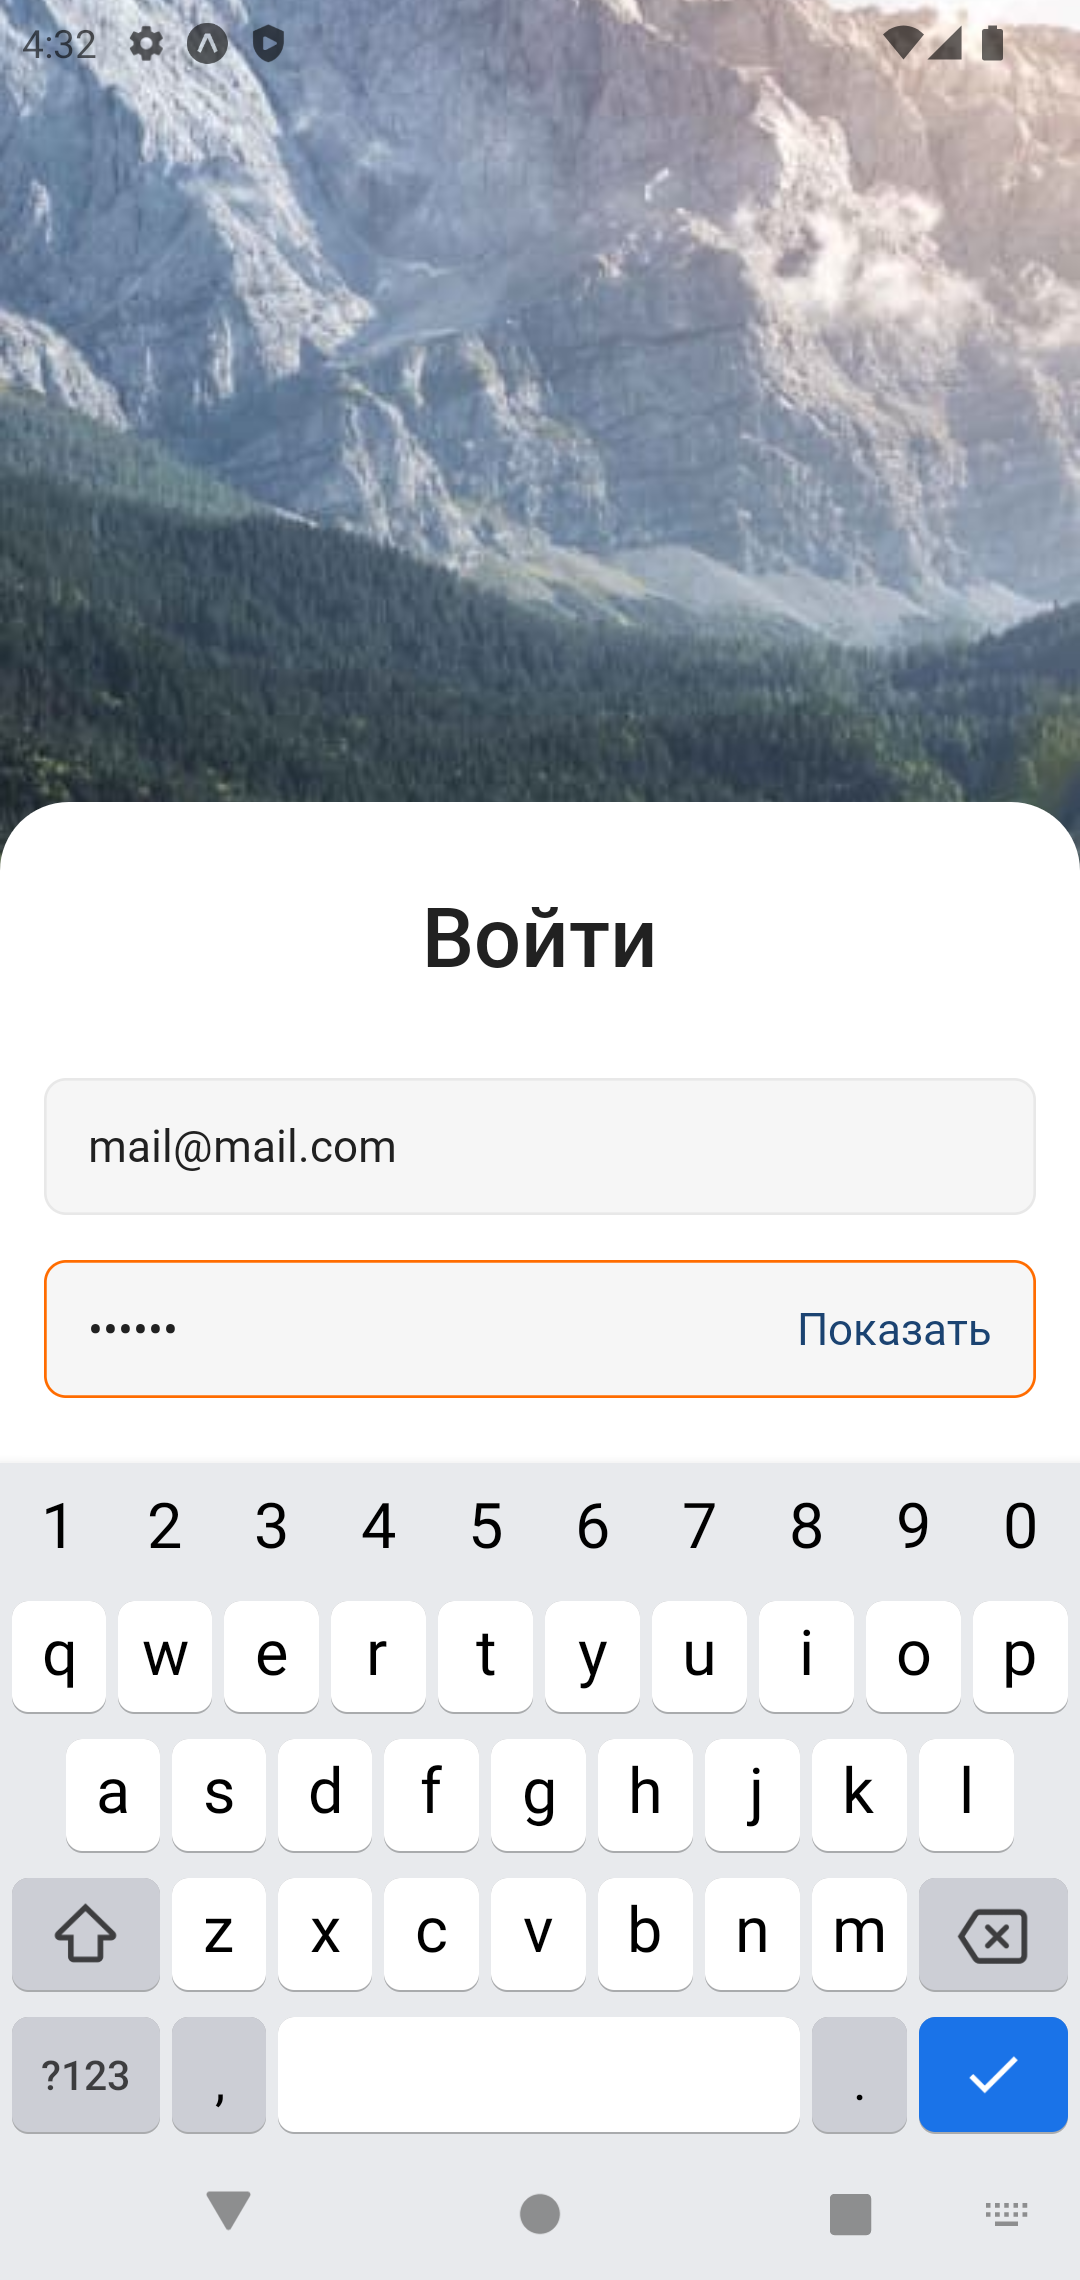 4:32
Войти
mail@mail.com
•••••• Показать
1 2 3 4 5 6 7 8 9 0
q w e r t y u i o p
a s d f g h j k l
z x c v b n m
?123 , .